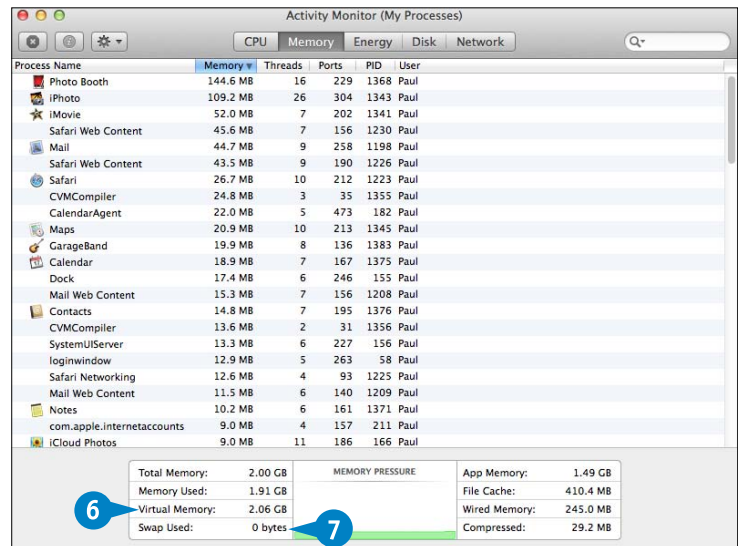 Activity Monitor (My Processes)
CPU Memory Energy Disk Network
Process Name Memory Threads Ports PID User
Photo Booth 144.6 MB 16 229 1368 Paul
iPhoto 109.2 MB 26 304 1343 Paul
iMovie 52.0 MB 7 202 1341 Paul
Safari Web Content 45.6 MB 7 156 1230 Paul
Mail 44.7 MB 9 258 1198 Paul
Safari Web Content 43.5 MB 9 190 1226 Paul
Safari 26.7 MB 10 212 1223 Paul
CVMCompiler 24.8 MB 3 35 1355 Paul
CalendarAgent 22.0 MB 5 473 182 Paul
Maps 20.9 MB 10 213 1345 Paul
GarageBand 19.9 MB 8 136 1383 Paul
Calendar 18.9 MB 7 167 1375 Paul
Dock 17.4 MB 6 246 155 Paul
Mail Web Content 15.3 MB 7 156 1208 Paul
Contacts 14.8 MB 7 195 1376 Paul
CVMCompiler 13.6 MB 2 31 1356 Paul
SystemUIServer 13.3 MB 6 227 156 Paul
loginwindow 12.9 MB 5 263 58 Paul
Safari Networking 12.6 MB 4 93 1225 Paul
Mail Web Content 11.5 MB 6 140 1209 Paul
Notes 10.2 MB 6 161 1371 Paul
com.apple.internetaccounts 9.0 MB 4 157 211 Paul
iCloud Photos 9.0 MB 11 186 166 Paul
Total Memory: 2.00 GB MEMORY PRESSURE App Memory: 1.49 GB
Memory Used: 1.91 GB File Cache: 410.4 MB
6 Virtual Memory: 2.06 GB Wired Memory: 245.0 MB
Swap Used: 0 bytes 7 Compressed: 29.2 MB